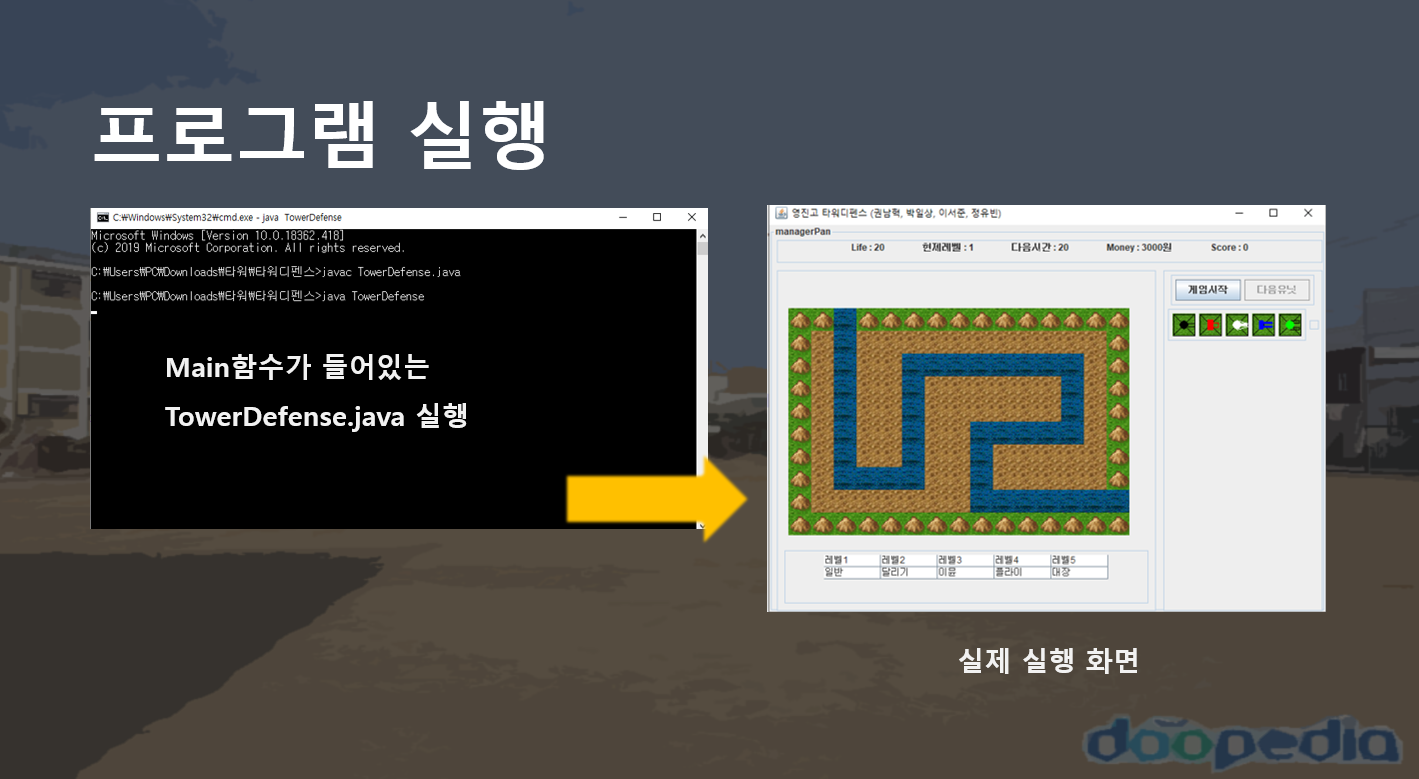 프로그램 실행
C:₩Windows₩System32₩cmd.exe - java TowerDefense
Microsoft Windows [Version 10.0.18362.418]
(c) 2019 Microsoft Corporation. All rights reserved.
C:₩Users₩PC₩Downloads₩타워₩타워디펜스>javac TowerDefense.java
C:₩Users₩PC₩Downloads₩타워₩타워디펜스>java TowerDefense
Main함수가 들어있는
TowerDefense.java 실행
영진고 타워디펜스 (권남혁, 박일상, 이서준, 정유빈)
managerPan
Life : 20 현제레벨 : 1 다음시간 : 20 Money : 3000원 Score : 0
게임시작 다음유닛
레벨1 레벨2 레벨3 레벨4 레벨5
일반 달리기 이뮨 플라이 대장
실제 실행 화면
doopedia